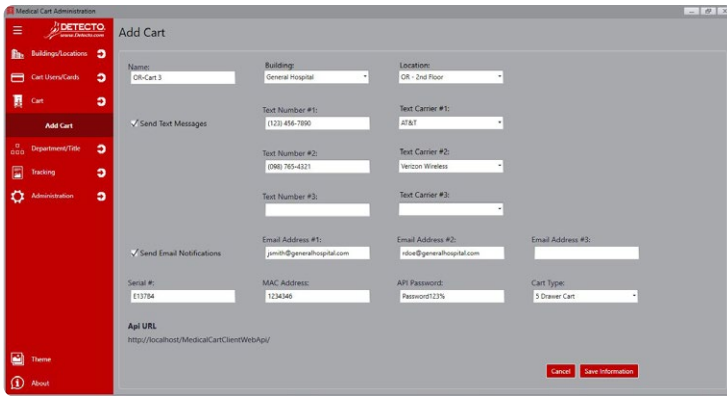 Medical Cart Administration
DETECTO.
www.Detecto.com
Add Cart
Buildings/Locations
Cart Users/Cards
Cart
Add Cart
Department/Title
Tracking
Administration
Theme
About
Name: Building: Location:
OR-Cart 3 General Hospital OR - 2nd Floor
Text Number #1: Text Carrier #1:
Send Text Messages (123) 456-7890 AT&T
Text Number #2: Text Carrier #2:
(098) 765-4321 Verizon Wireless
Text Number #3: Text Carrier #3:
Email Address #1: Email Address #2: Email Address #3:
Send Email Notifications jsmith@generalhospital.com rdoe@generalhospital.com
Serial #: MAC Address: API Password: Cart Type:
E13784 1234346 Password123% 5 Drawer Cart
Api URL
http://localhost/MedicalCartClientWebApi/
Cancel Save Information